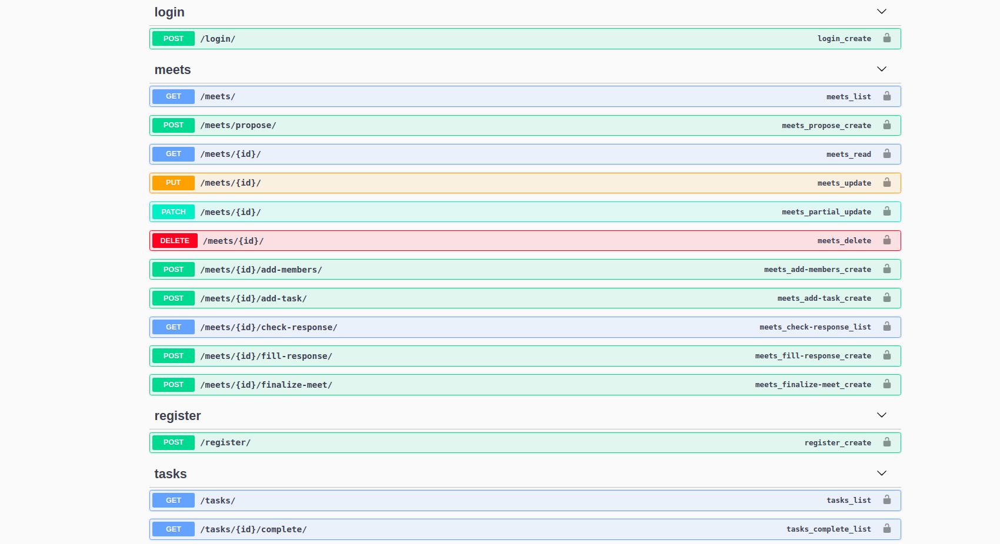 login
POST /login/ login_create
meets
GET /meets/ meets_list
POST /meets/propose/ meets_propose_create
GET /meets/{id}/ meets_read
PUT /meets/{id}/ meets_update
PATCH /meets/{id}/ meets_partial_update
DELETE /meets/{id}/ meets_delete
POST /meets/{id}/add-members/ meets_add-members_create
POST /meets/{id}/add-task/ meets_add-task_create
GET /meets/{id}/check-response/ meets_check-response_list
POST /meets/{id}/fill-response/ meets_fill-response_create
POST /meets/{id}/finalize-meet/ meets_finalize-meet_create
register
POST /register/ register_create
tasks
GET /tasks/ tasks_list
GET /tasks/{id}/complete/ tasks_complete_list